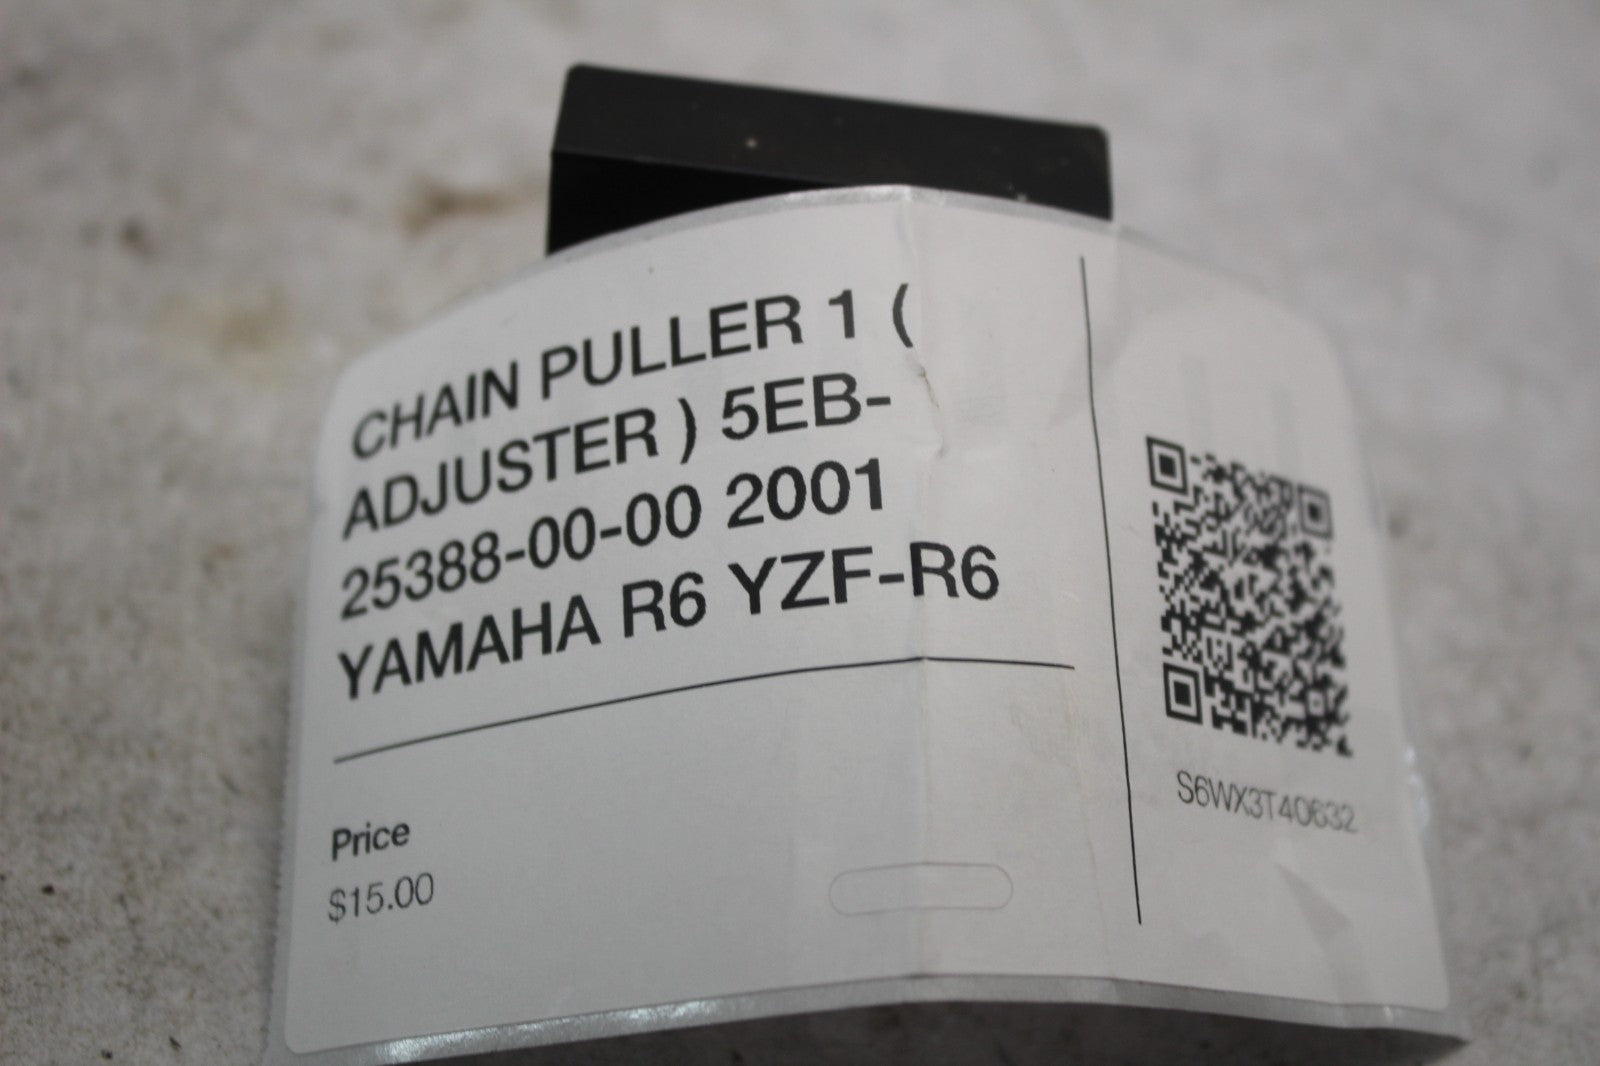 CHAIN PULLER 1 (
ADJUSTER ) 5EB-
25388-00-00 2001
YAMAHA R6 YZF-R6
Price
$15.00
S6WX3T40632